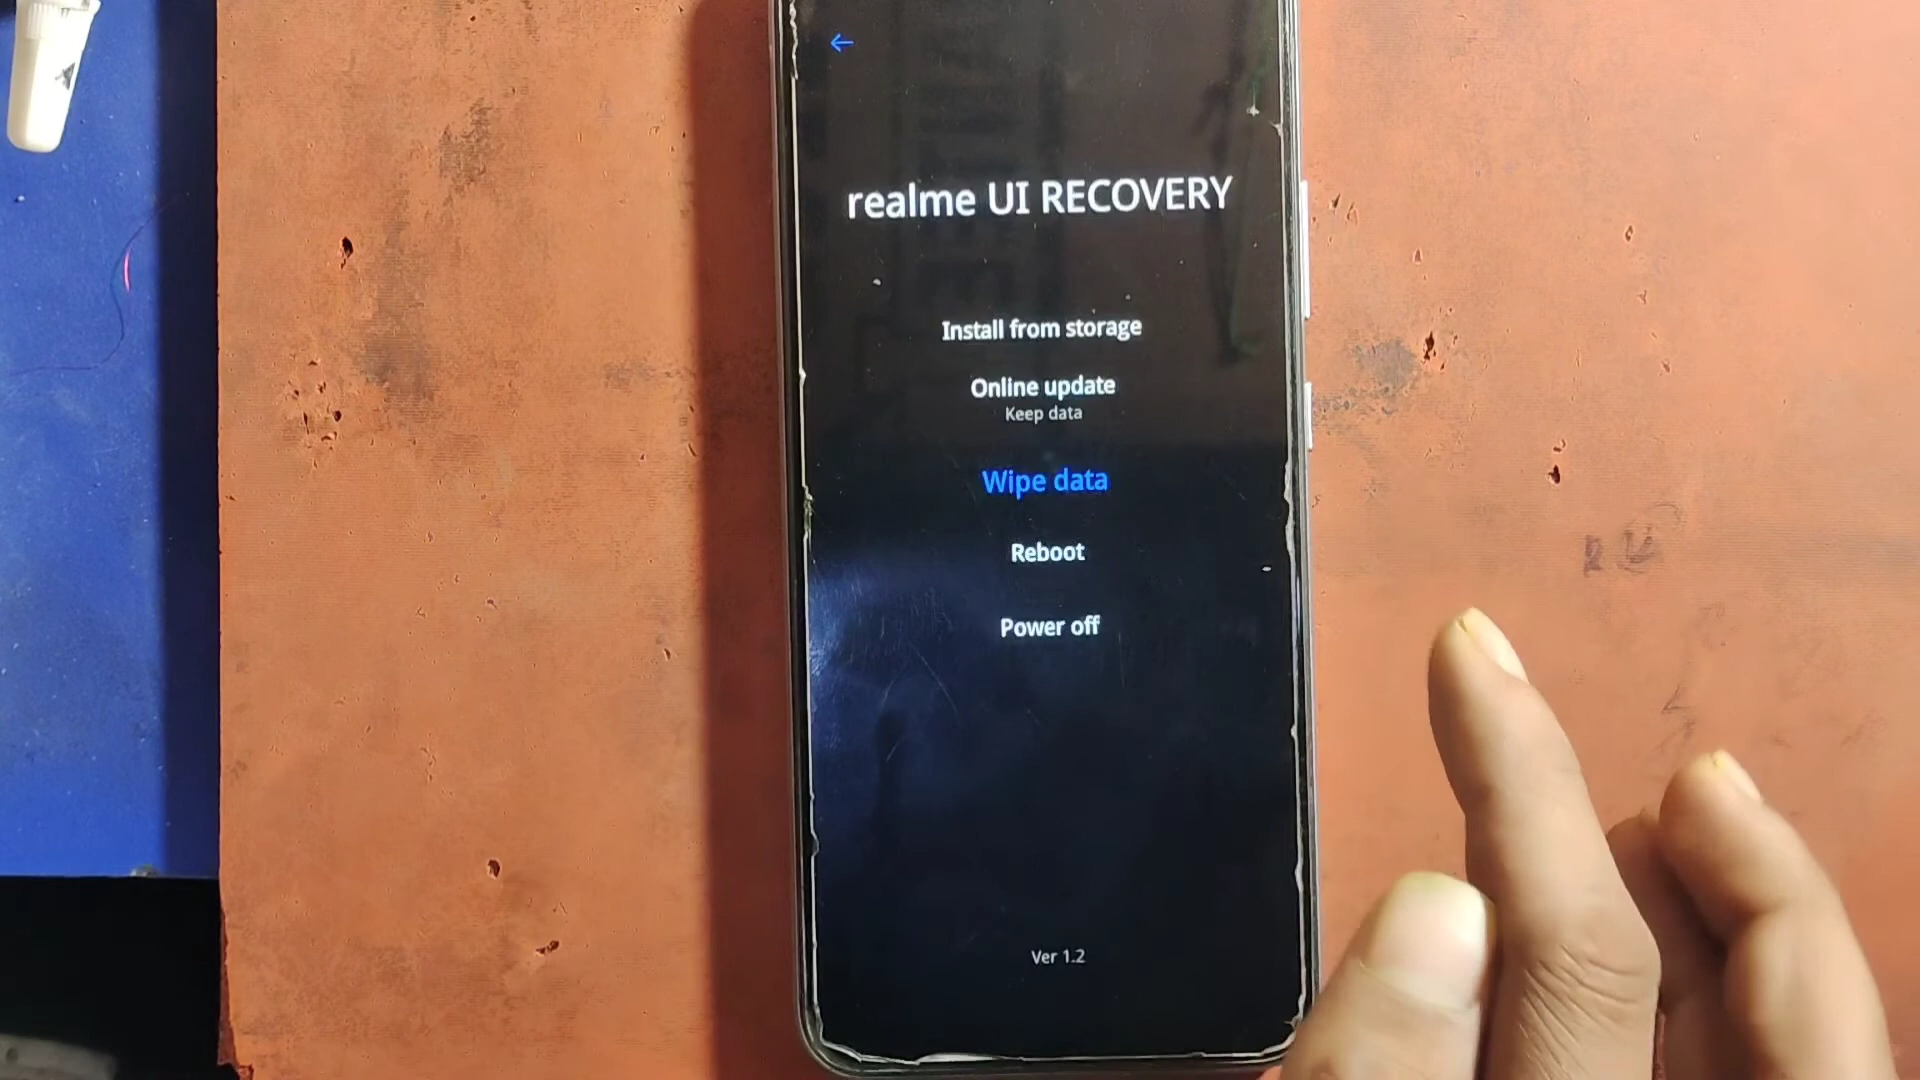 realme UI RECOVERY
Install from storage
Online update
Keep data
Wipe data
Reboot
Power off
Ver 1.2